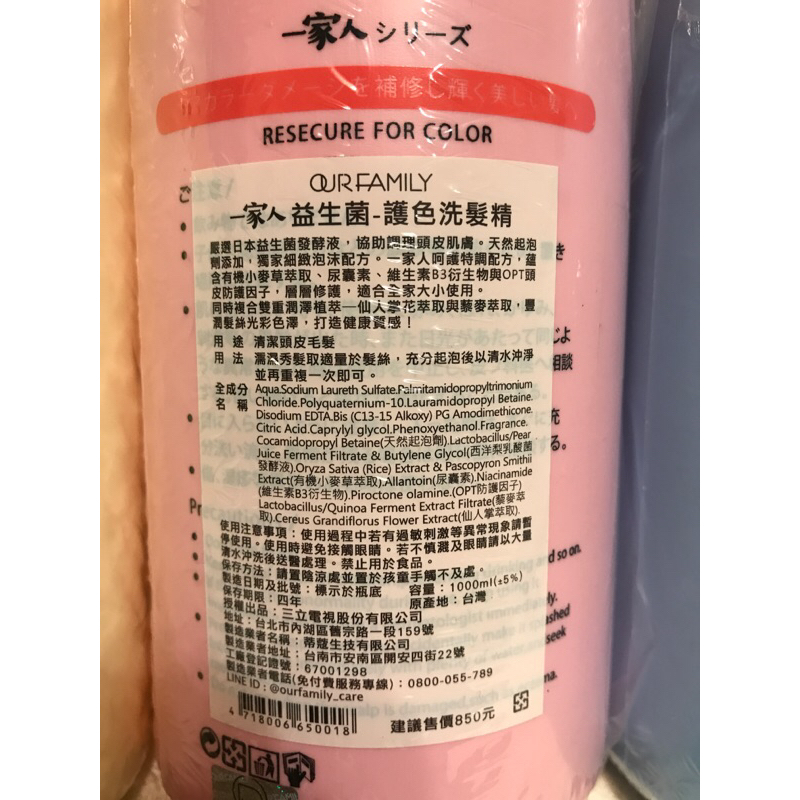 一家人シリーズ
カラーダメージを補修し輝く美しい
RESECURE FOR COLOR
OUR FAMILY
一家人益生菌-護色洗髮精
嚴選日本益生菌發酵液，協助調理頭皮肌膚。天然起泡
劑添加，獨家細緻泡沫配方。一家人呵護特調配方，蘊
含有機小麥草萃取、尿囊素、維生素B3衍生物與OPT頭
皮防護因子，層層修護，適合全家大小使用。
同時複合雙重潤澤植萃—仙人掌花萃取與藜麥萃取，豐
潤髮絲光彩色澤，打造健康質感！
用 途 清潔頭皮毛髮
用 法 濡濕秀髮取適量於髮絲，充分起泡後以清水沖淨
並再重複一次即可。
全成分 Aqua.Sodium Laureth Sulfate.Palmitamidopropyltrimonium
名 稱 Chloride.Polyquaternium-10.Lauramidopropyl Betaine.
Disodium EDTA.Bis (C13-15 Alkoxy) PG Amodimethicone.
Citric Acid.Caprylyl glycol.Phenoxyethanol.Fragrance.
Cocamidopropyl Betaine(天然起泡劑).Lactobacillus/Pear
Juice Ferment Filtrate & Butylene Glycol(西洋梨乳酸菌
發酵液).Oryza Sativa (Rice) Extract & Pascopyron Smithii
Extract(有機小麥草萃取).Allantoin(尿囊素).Niacinamide
(維生素B3衍生物).Piroctone olamine.(OPT防護因子)
Lactobacillus/Quinoa Ferment Extract Filtrate(藜麥萃
取).Cereus Grandiflorus Flower Extract(仙人掌萃取).
使用注意事項：使用過程中若有過敏刺激等異常現象請暫
停使用。使用時避免接觸眼睛。若不慎濺及眼睛請以大量
清水沖洗後送醫處理。禁止用於食品。
保存方法：請置陰涼處並置於孩童手觸不及處。
製造日期及批號：標示於瓶底 容量：1000ml(±5%)
保存期限：四年 原產地：台灣
授權出品：三立電視股份有限公司
地址：台北市內湖區舊宗路一段159號
製造業者名稱：蒂蔻生技有限公司
製造業者地址：台南市安南區開安四街22號
工廠登記證號：67001298
製造業者電話(免付費服務專線)：0800-055-789
LINE ID：@ourfamily_care
4 718006 650018
建議售價850元